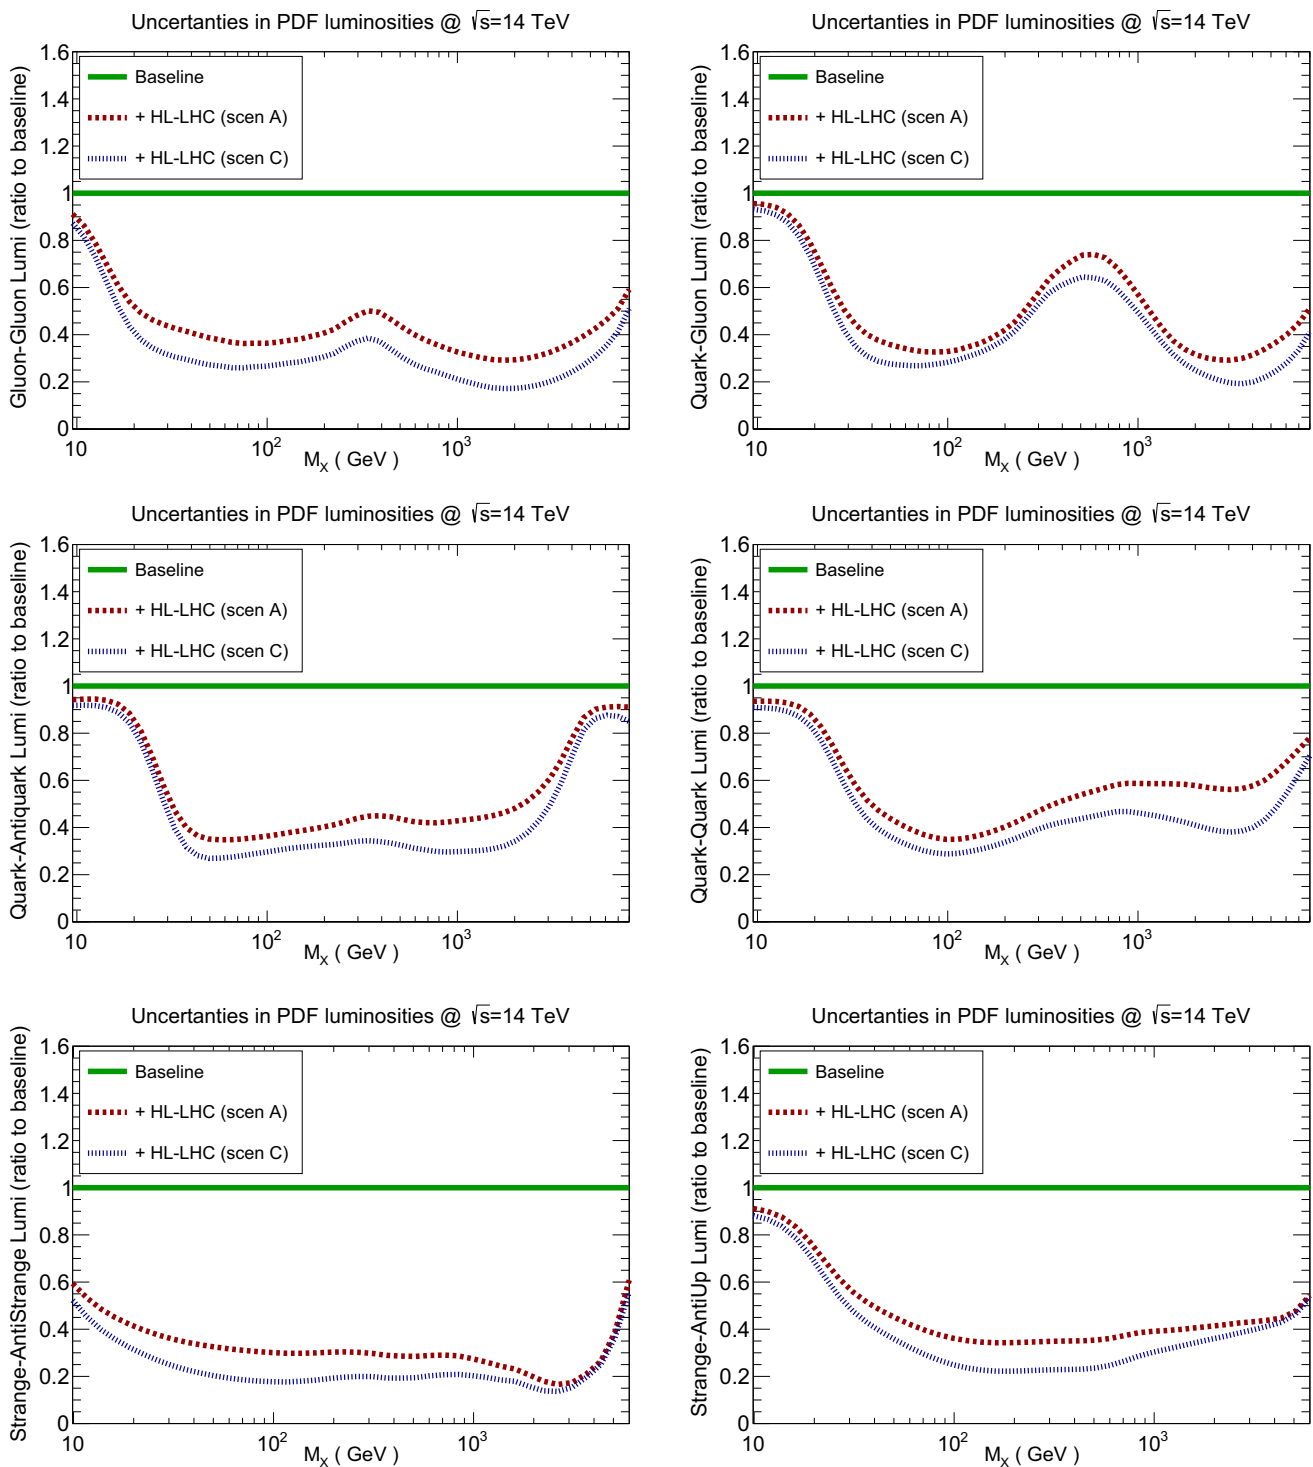 Uncertanties in PDF luminosities @ √s=14 TeV
Gluon-Gluon Lumi (ratio to baseline)
1.6
1.4
1.2
1
0.8
0.6
0.4
0.2
0
Baseline
+ HL-LHC (scen A)
+ HL-LHC (scen C)
10
10²
10³
M_X ( GeV )
Uncertanties in PDF luminosities @ √s=14 TeV
Quark-Gluon Lumi (ratio to baseline)
1.6
1.4
1.2
1
0.8
0.6
0.4
0.2
0
Baseline
+ HL-LHC (scen A)
+ HL-LHC (scen C)
10
10²
10³
M_X ( GeV )
Uncertanties in PDF luminosities @ √s=14 TeV
Quark-Antiquark Lumi (ratio to baseline)
1.6
1.4
1.2
1
0.8
0.6
0.4
0.2
0
Baseline
+ HL-LHC (scen A)
+ HL-LHC (scen C)
10
10²
10³
M_X ( GeV )
Uncertanties in PDF luminosities @ √s=14 TeV
Quark-Quark Lumi (ratio to baseline)
1.6
1.4
1.2
1
0.8
0.6
0.4
0.2
0
Baseline
+ HL-LHC (scen A)
+ HL-LHC (scen C)
10
10²
10³
M_X ( GeV )
Uncertanties in PDF luminosities @ √s=14 TeV
Strange-AntiStrange Lumi (ratio to baseline)
1.6
1.4
1.2
1
0.8
0.6
0.4
0.2
0
Baseline
+ HL-LHC (scen A)
+ HL-LHC (scen C)
10
10²
10³
M_X ( GeV )
Uncertanties in PDF luminosities @ √s=14 TeV
Strange-AntiUp Lumi (ratio to baseline)
1.6
1.4
1.2
1
0.8
0.6
0.4
0.2
0
Baseline
+ HL-LHC (scen A)
+ HL-LHC (scen C)
10
10²
10³
M_X ( GeV )